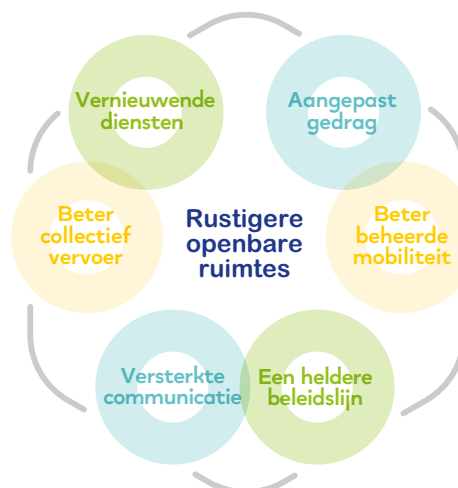 Vernieuwende
diensten
Aangepast
gedrag
Beter
collectief
vervoer
Rustigere
openbare
ruimtes
Beter
beheerde
mobiliteit
Versterkte
communicatie
Een heldere
beleidslijn